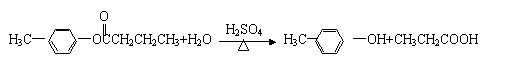 O
H₃C— —OCCH₂CH₂CH₃+H₂O H₂SO₄ △ H₃C— —OH+CH₃CH₂COOH